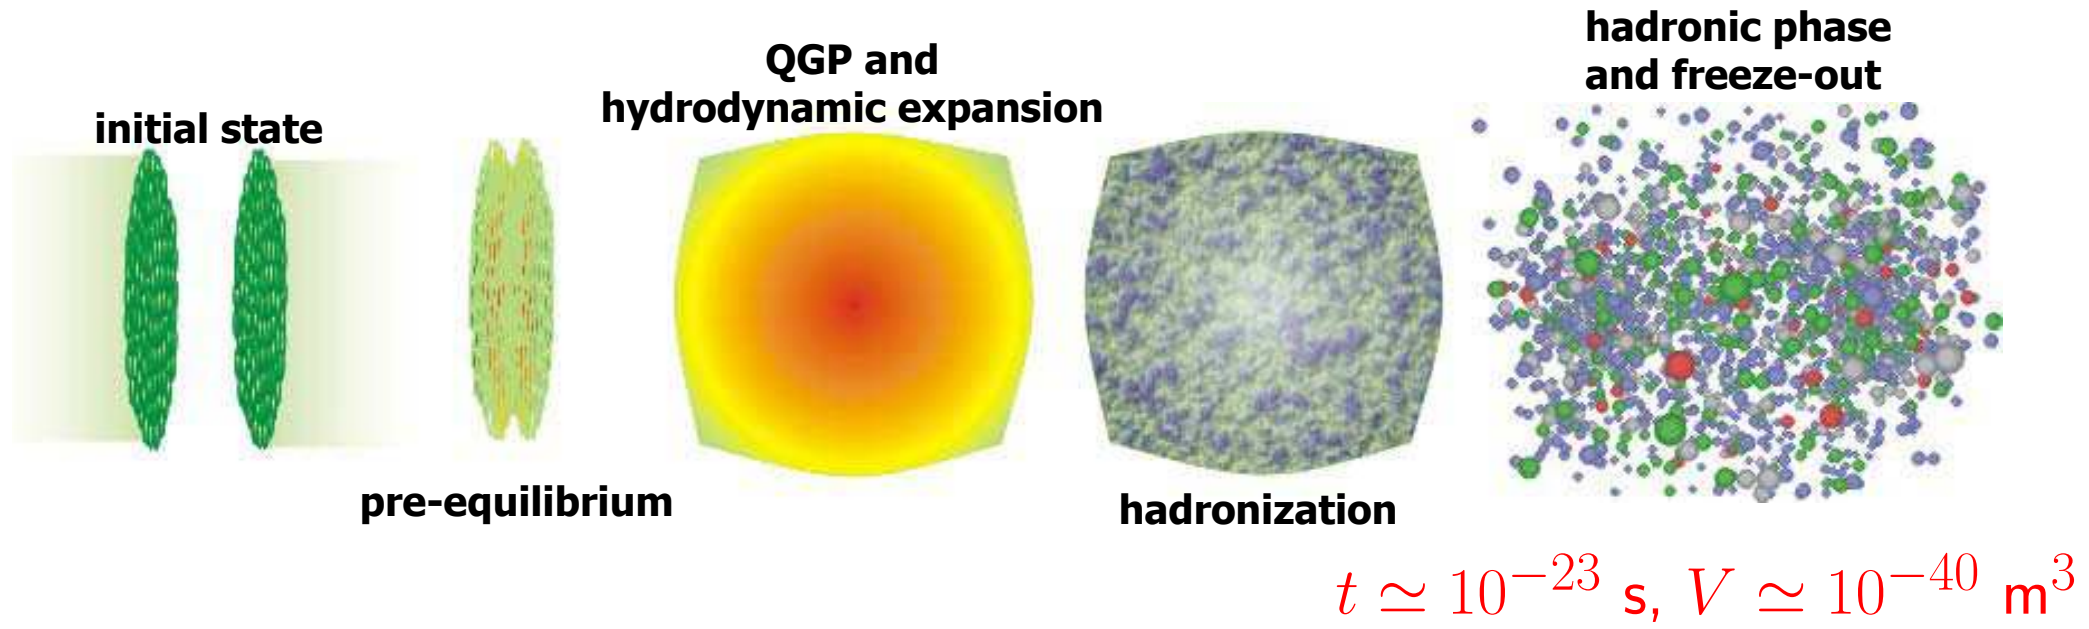 initial state
pre-equilibrium
QGP and
hydrodynamic expansion
hadronization
hadronic phase
and freeze-out
t ≃ 10⁻²³ s, V ≃ 10⁻⁴⁰ m³